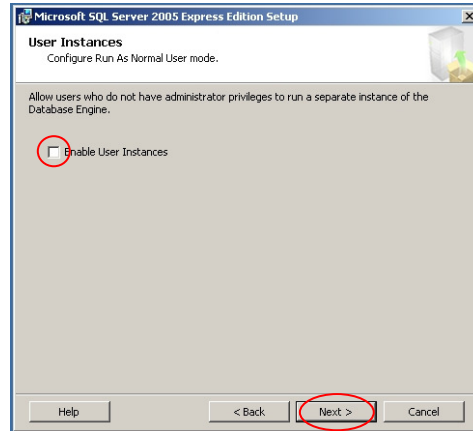 Microsoft SQL Server 2005 Express Edition Setup
User Instances
Configure Run As Normal User mode.
Allow users who do not have administrator privileges to run a separate instance of the
Database Engine.
Enable User Instances
Help
< Back
Next >
Cancel